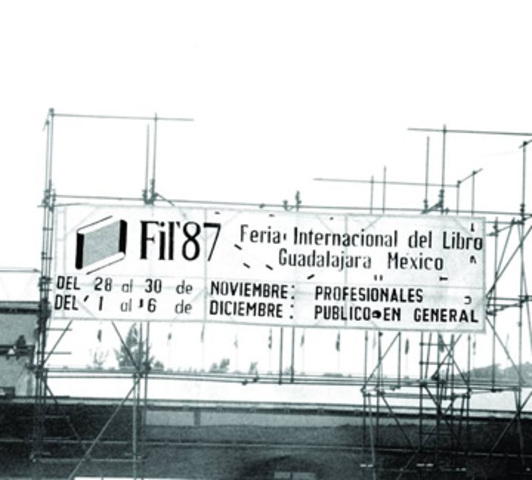 Fil'87 Feria Internacional del Libro
Guadalajara México
DEL 28 al 30 de NOVIEMBRE: PROFESIONALES
DEL 1 al 6 de DICIEMBRE: PUBLICO EN GENERAL